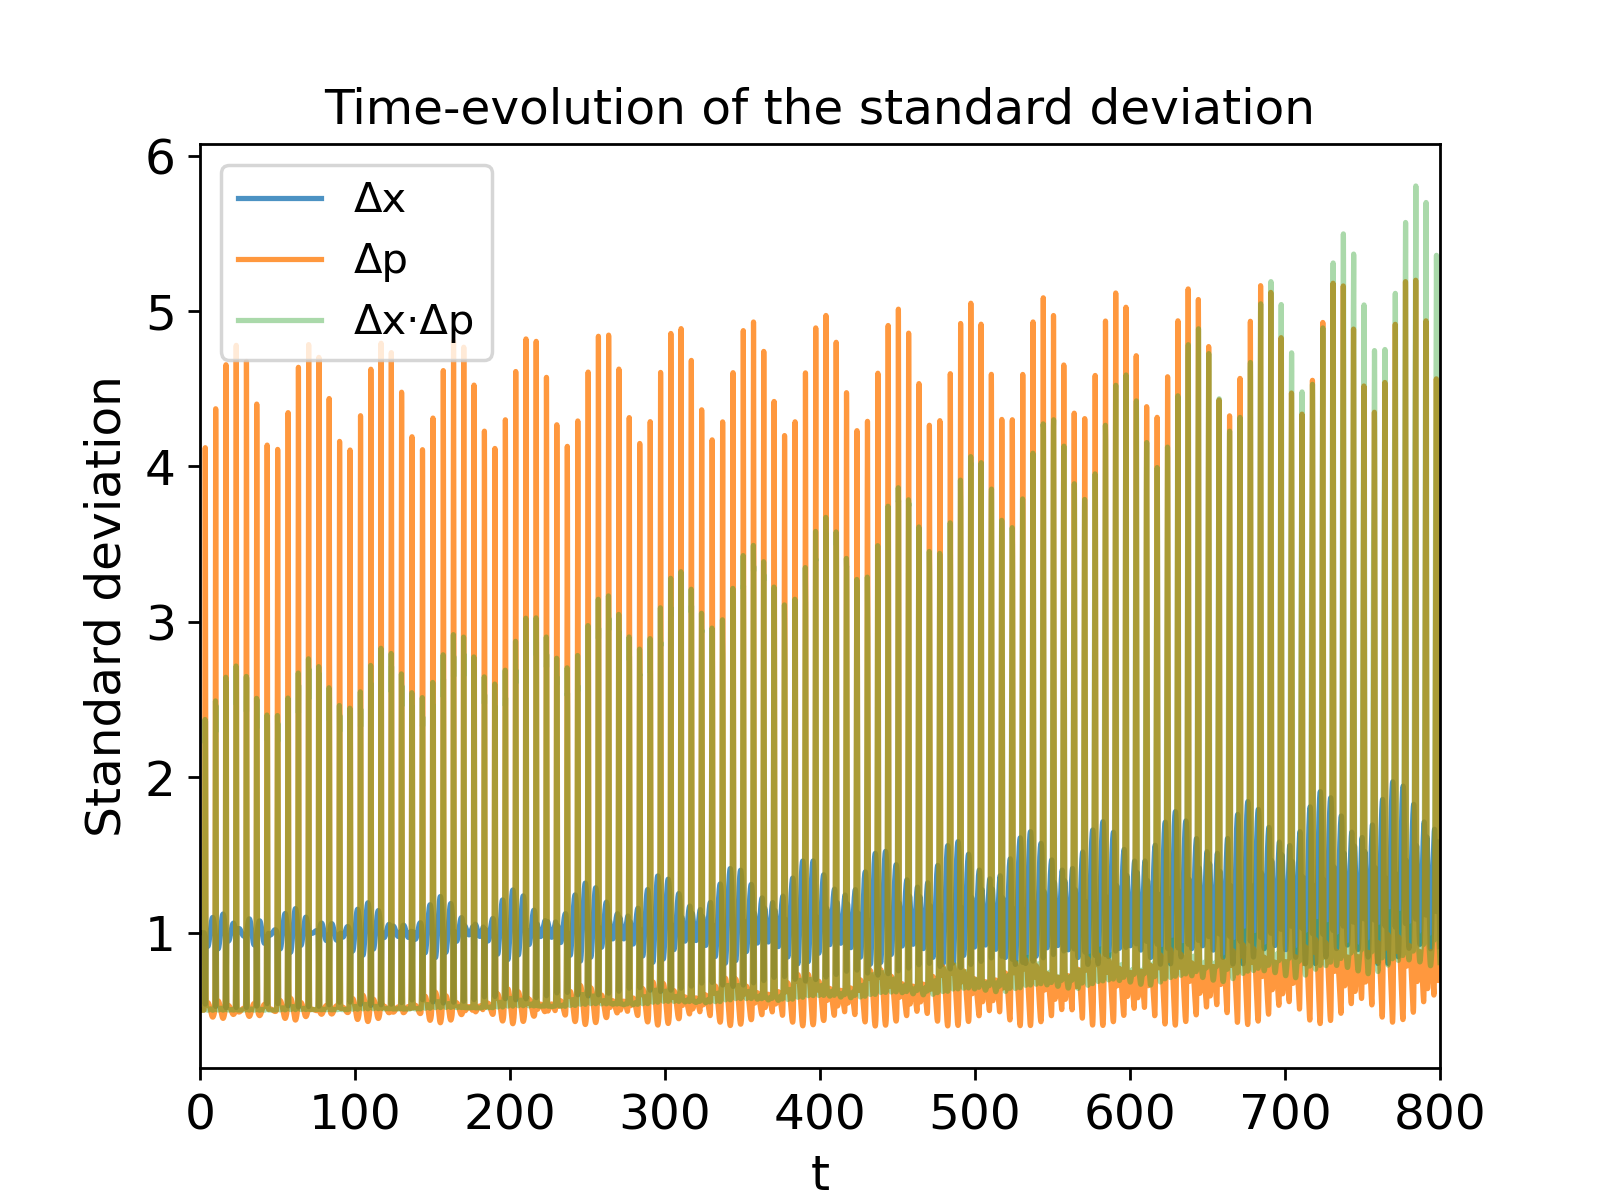 Time-evolution of the standard deviation
Standard deviation
6
5
4
3
2
1
Δx
Δp
Δx·Δp
0 100 200 300 400 500 600 700 800
t